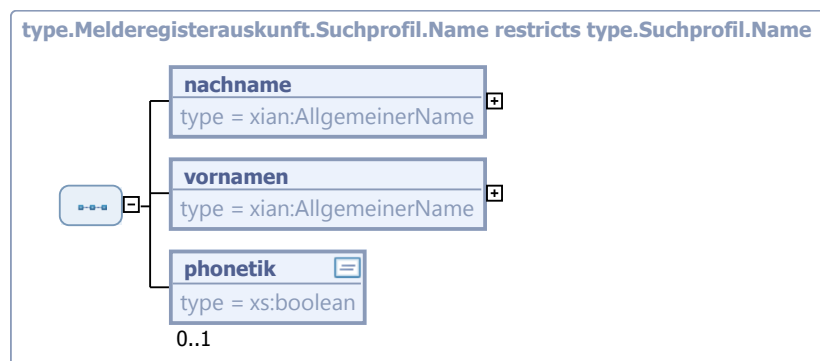 type.Melderegisterauskunft.Suchprofil.Name restricts type.Suchprofil.Name
nachname
type = xian:AllgemeinerName
vornamen
type = xian:AllgemeinerName
phonetik
type = xs:boolean
0..1